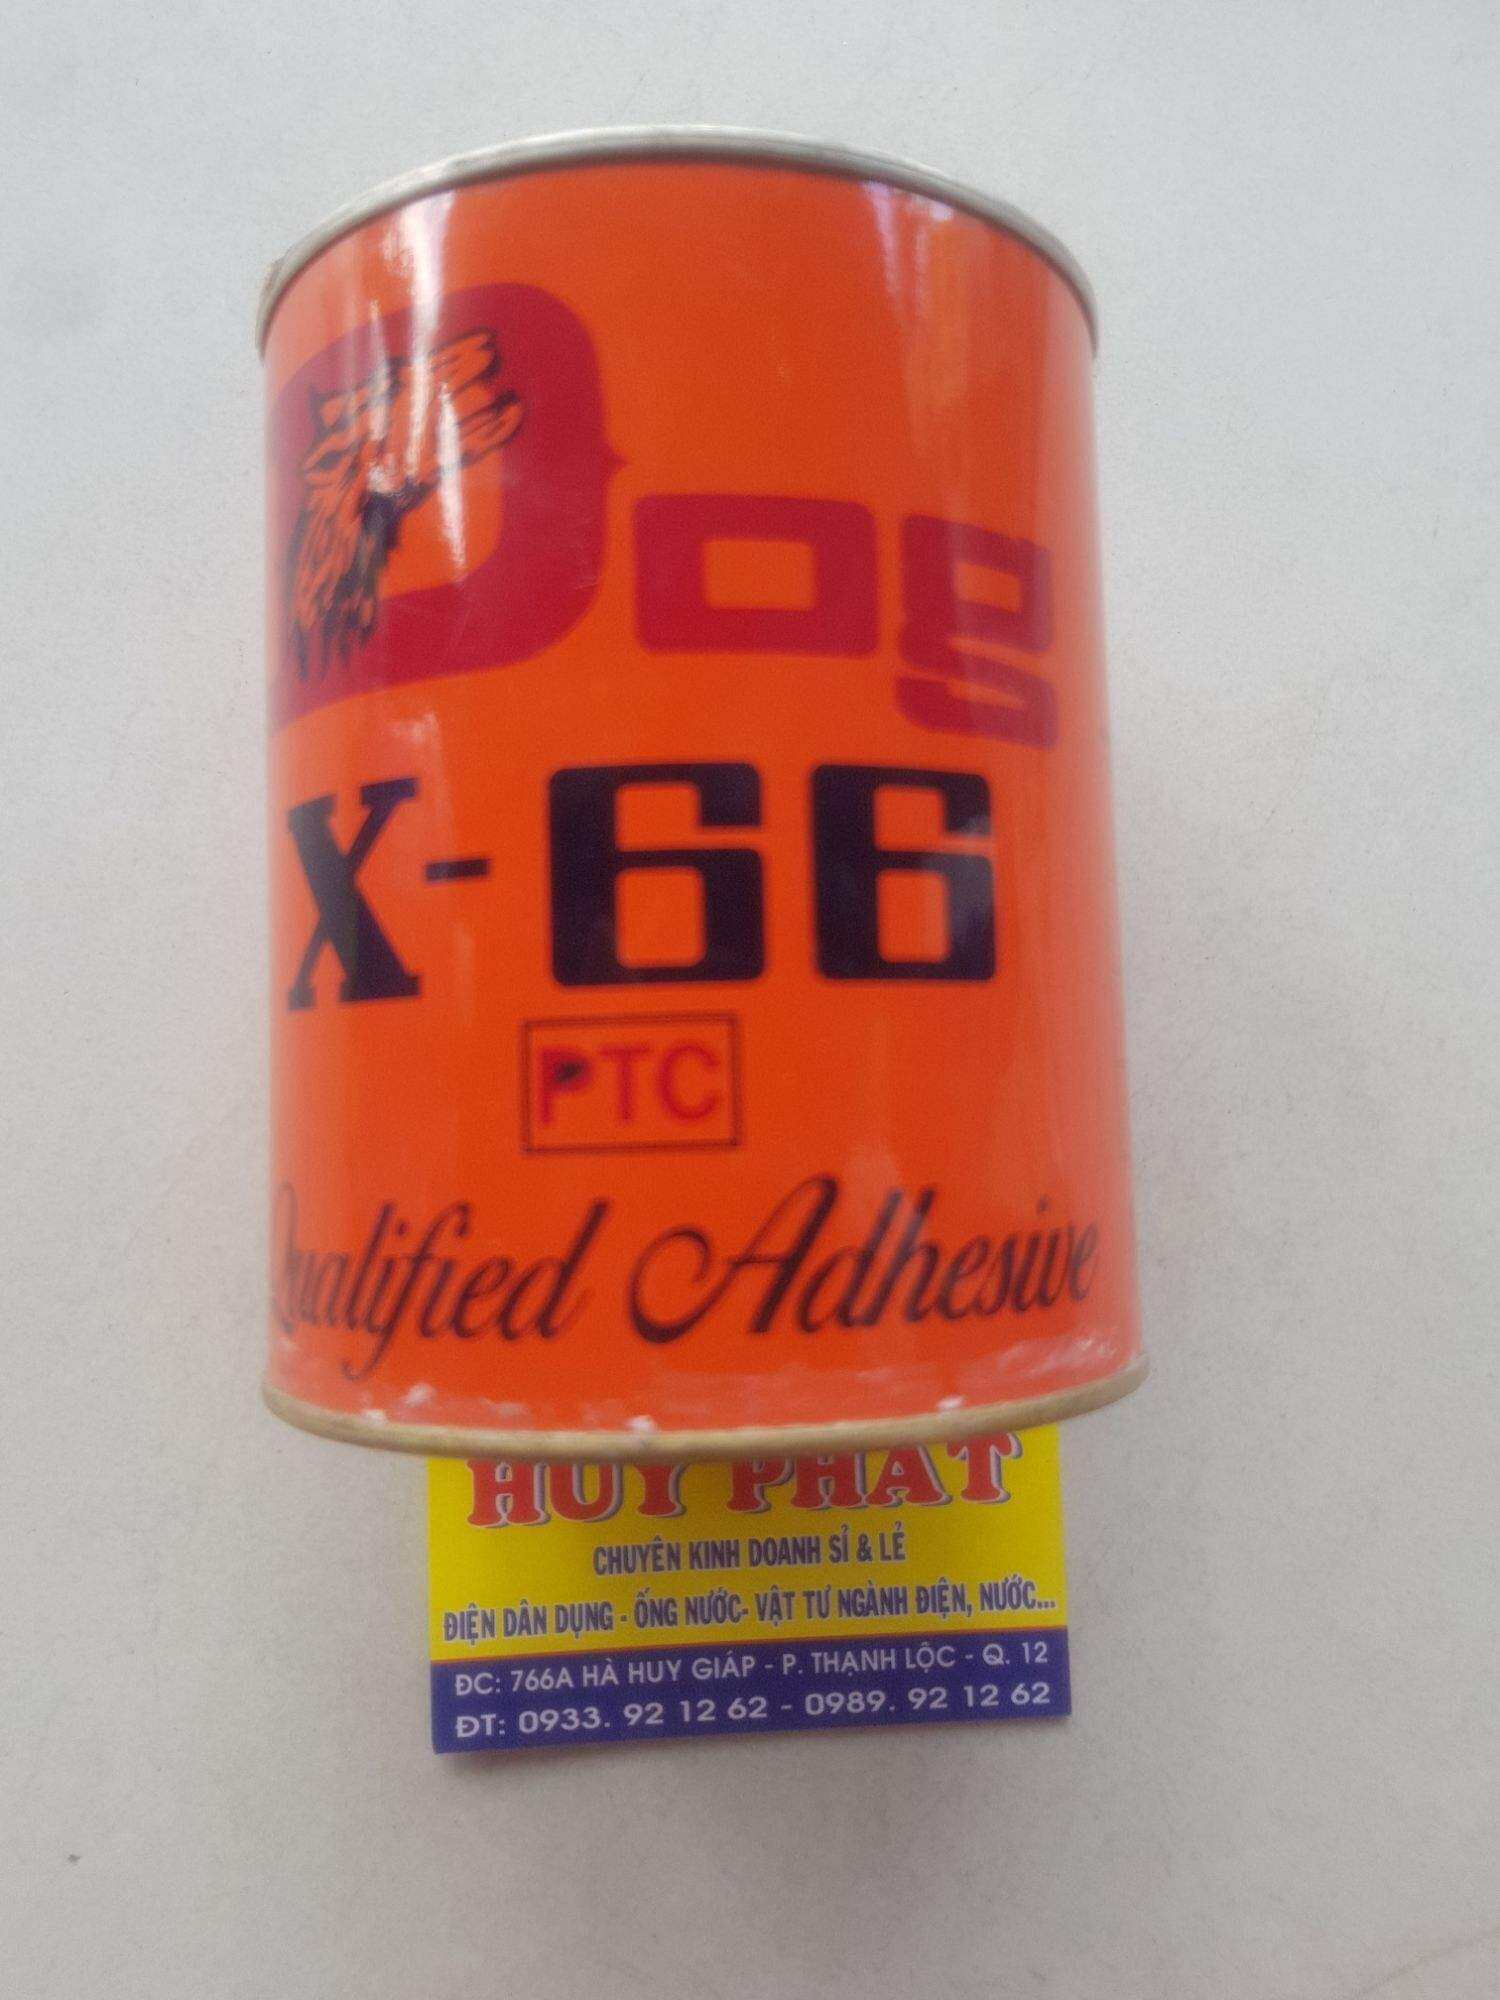 Dog
X-66
PTC
Qualified Adhesive
HUY PHÁT
CHUYÊN KINH DOANH SỈ & LẺ
ĐIỆN DÂN DỤNG - ỐNG NƯỚC- VẬT TƯ NGÀNH ĐIỆN, NƯỚC...
ĐC: 766A HÀ HUY GIÁP - P. THẠNH LỘC - Q. 12
ĐT: 0933. 92 12 62 - 0989. 92 12 62